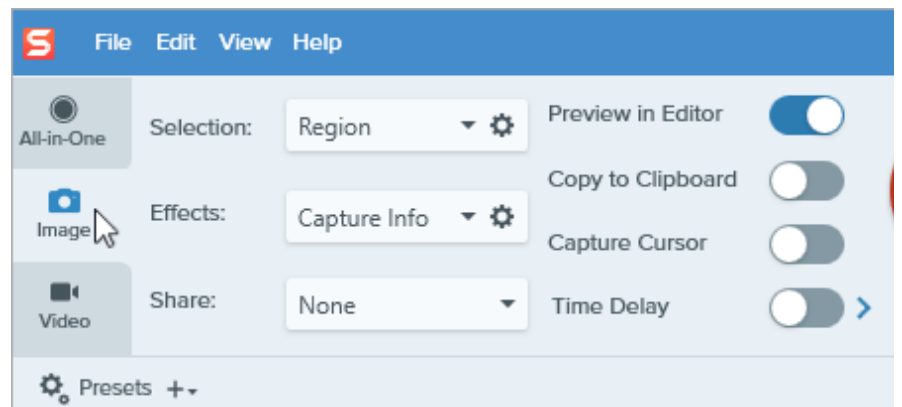 File Edit View Help
All-in-One
Image
Video
Selection: Region
Effects: Capture Info
Share: None
Preview in Editor
Copy to Clipboard
Capture Cursor
Time Delay
Presets